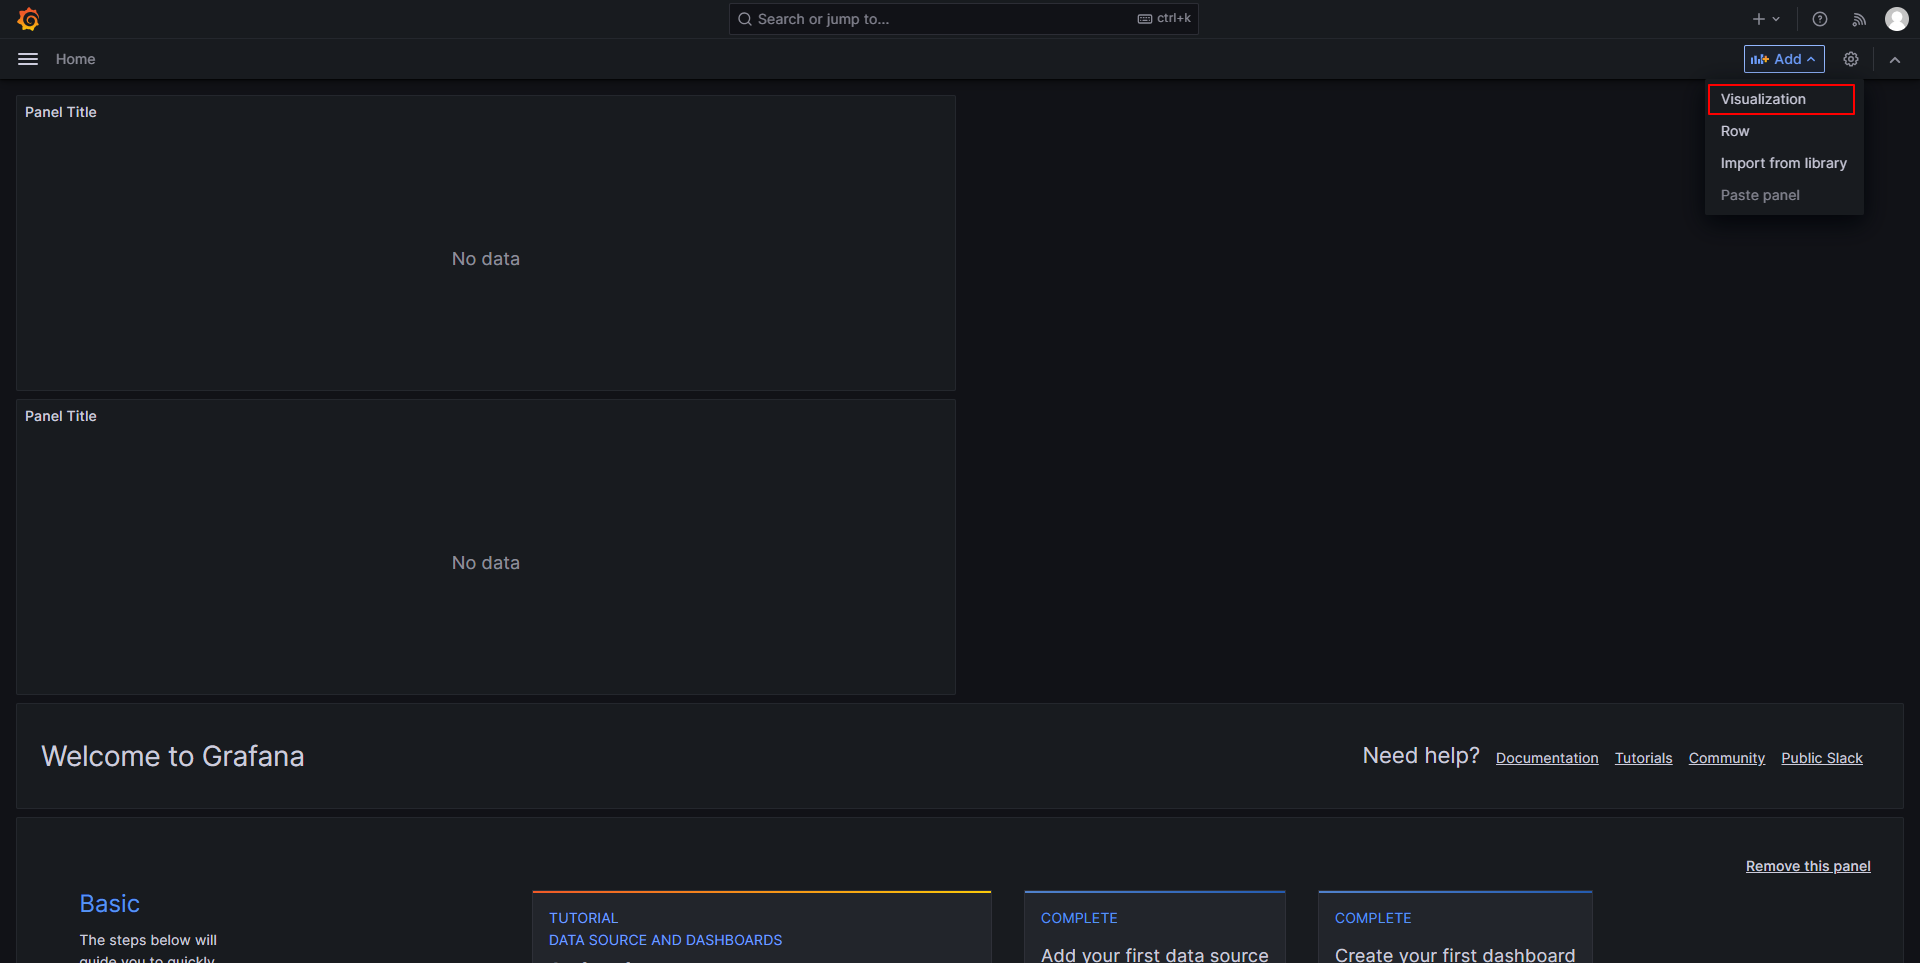 Search or jump to...
ctrl+k
Home
Add
Visualization
Row
Import from library
Paste panel
Panel Title
No data
Panel Title
No data
Welcome to Grafana
Need help?
Documentation
Tutorials
Community
Public Slack
Remove this panel
Basic
The steps below will
guide you to quickly
TUTORIAL
DATA SOURCE AND DASHBOARDS
COMPLETE
Add your first data source
COMPLETE
Create your first dashboard